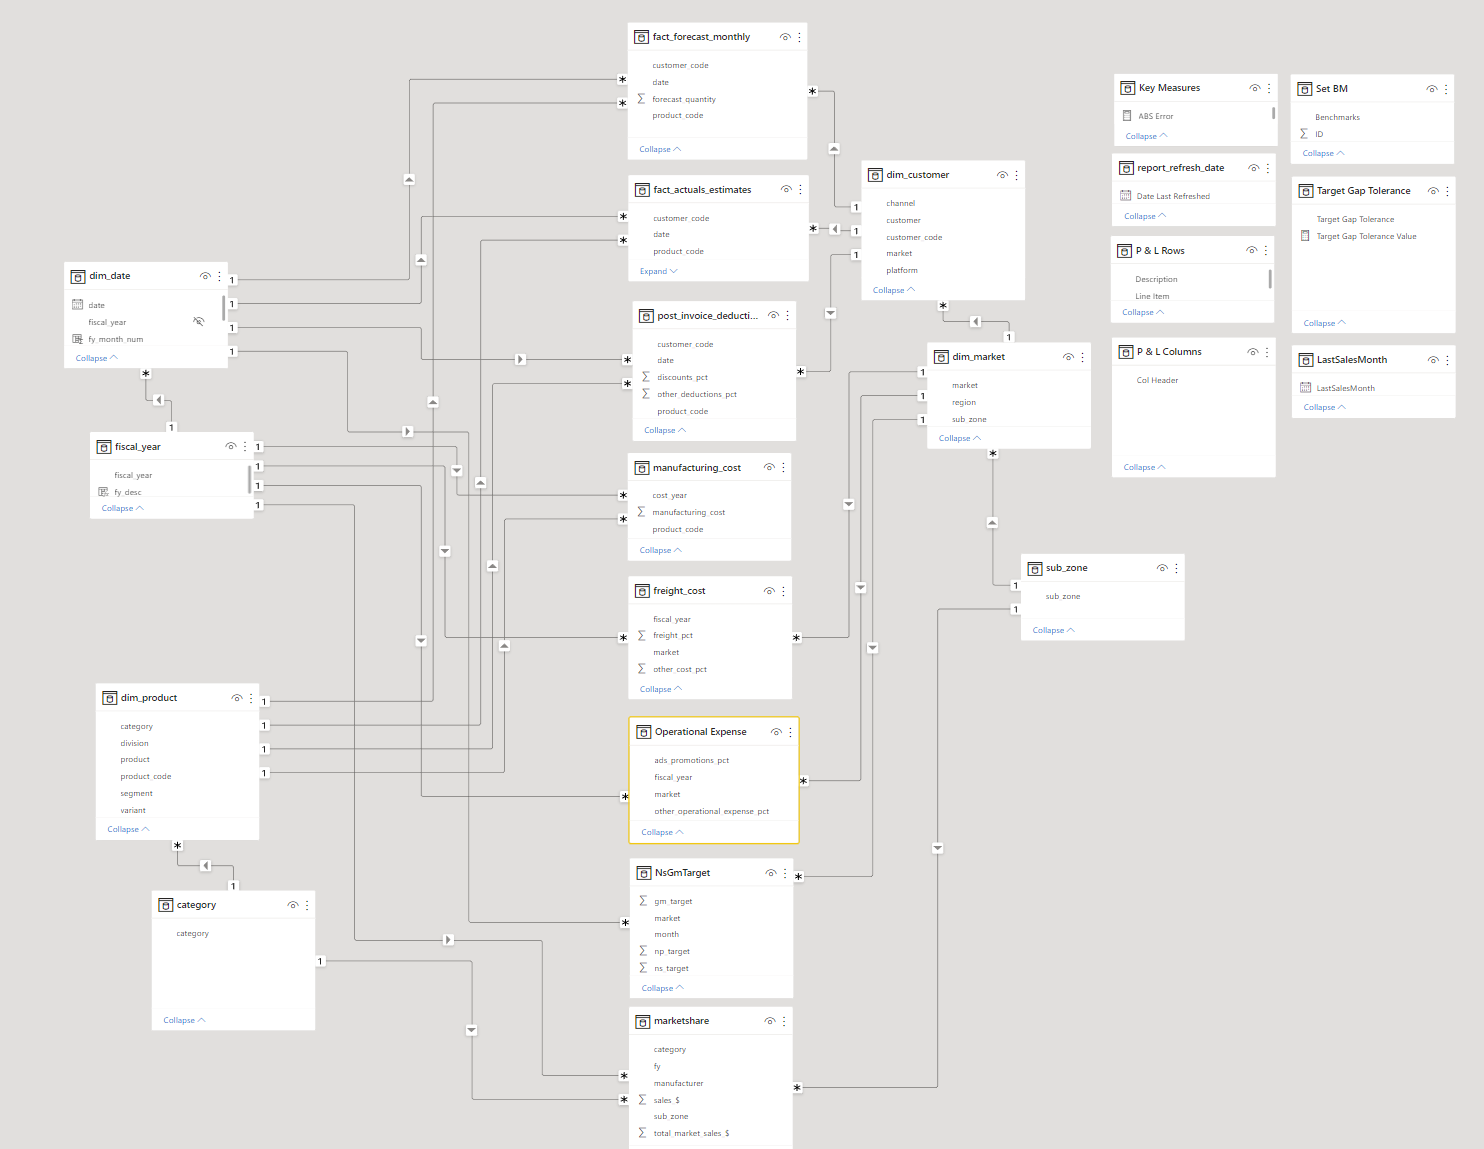 fact_forecast_monthly
customer_code
date
forecast_quantity
product_code
Collapse
fact_actuals_estimates
customer_code
date
product_code
Expand
dim_customer
channel
customer
customer_code
market
platform
Collapse
Key Measures
ABS Error
Collapse
Set BM
Benchmarks
ID
Collapse
report_refresh_date
Date Last Refreshed
Collapse
Target Gap Tolerance
Target Gap Tolerance
Target Gap Tolerance Value
Collapse
P & L Rows
Description
Line Item
Collapse
P & L Columns
Col Header
Collapse
LastSalesMonth
LastSalesMonth
Collapse
dim_date
date
fiscal_year
fy_month_num
Collapse
post_invoice_deducti...
customer_code
date
discounts_pct
other_deductions_pct
product_code
Collapse
dim_market
market
region
sub_zone
Collapse
fiscal_year
fiscal_year
fy_desc
Collapse
manufacturing_cost
cost_year
manufacturing_cost
product_code
Collapse
sub_zone
sub_zone
Collapse
freight_cost
fiscal_year
freight_pct
market
other_cost_pct
Collapse
dim_product
category
division
product
product_code
segment
variant
Collapse
Operational Expense
ads_promotions_pct
fiscal_year
market
other_operational_expense_pct
Collapse
category
category
Collapse
NsGmTarget
gm_target
market
month
np_target
ns_target
Collapse
marketshare
category
fy
manufacturer
sales_$
sub_zone
total_market_sales_$